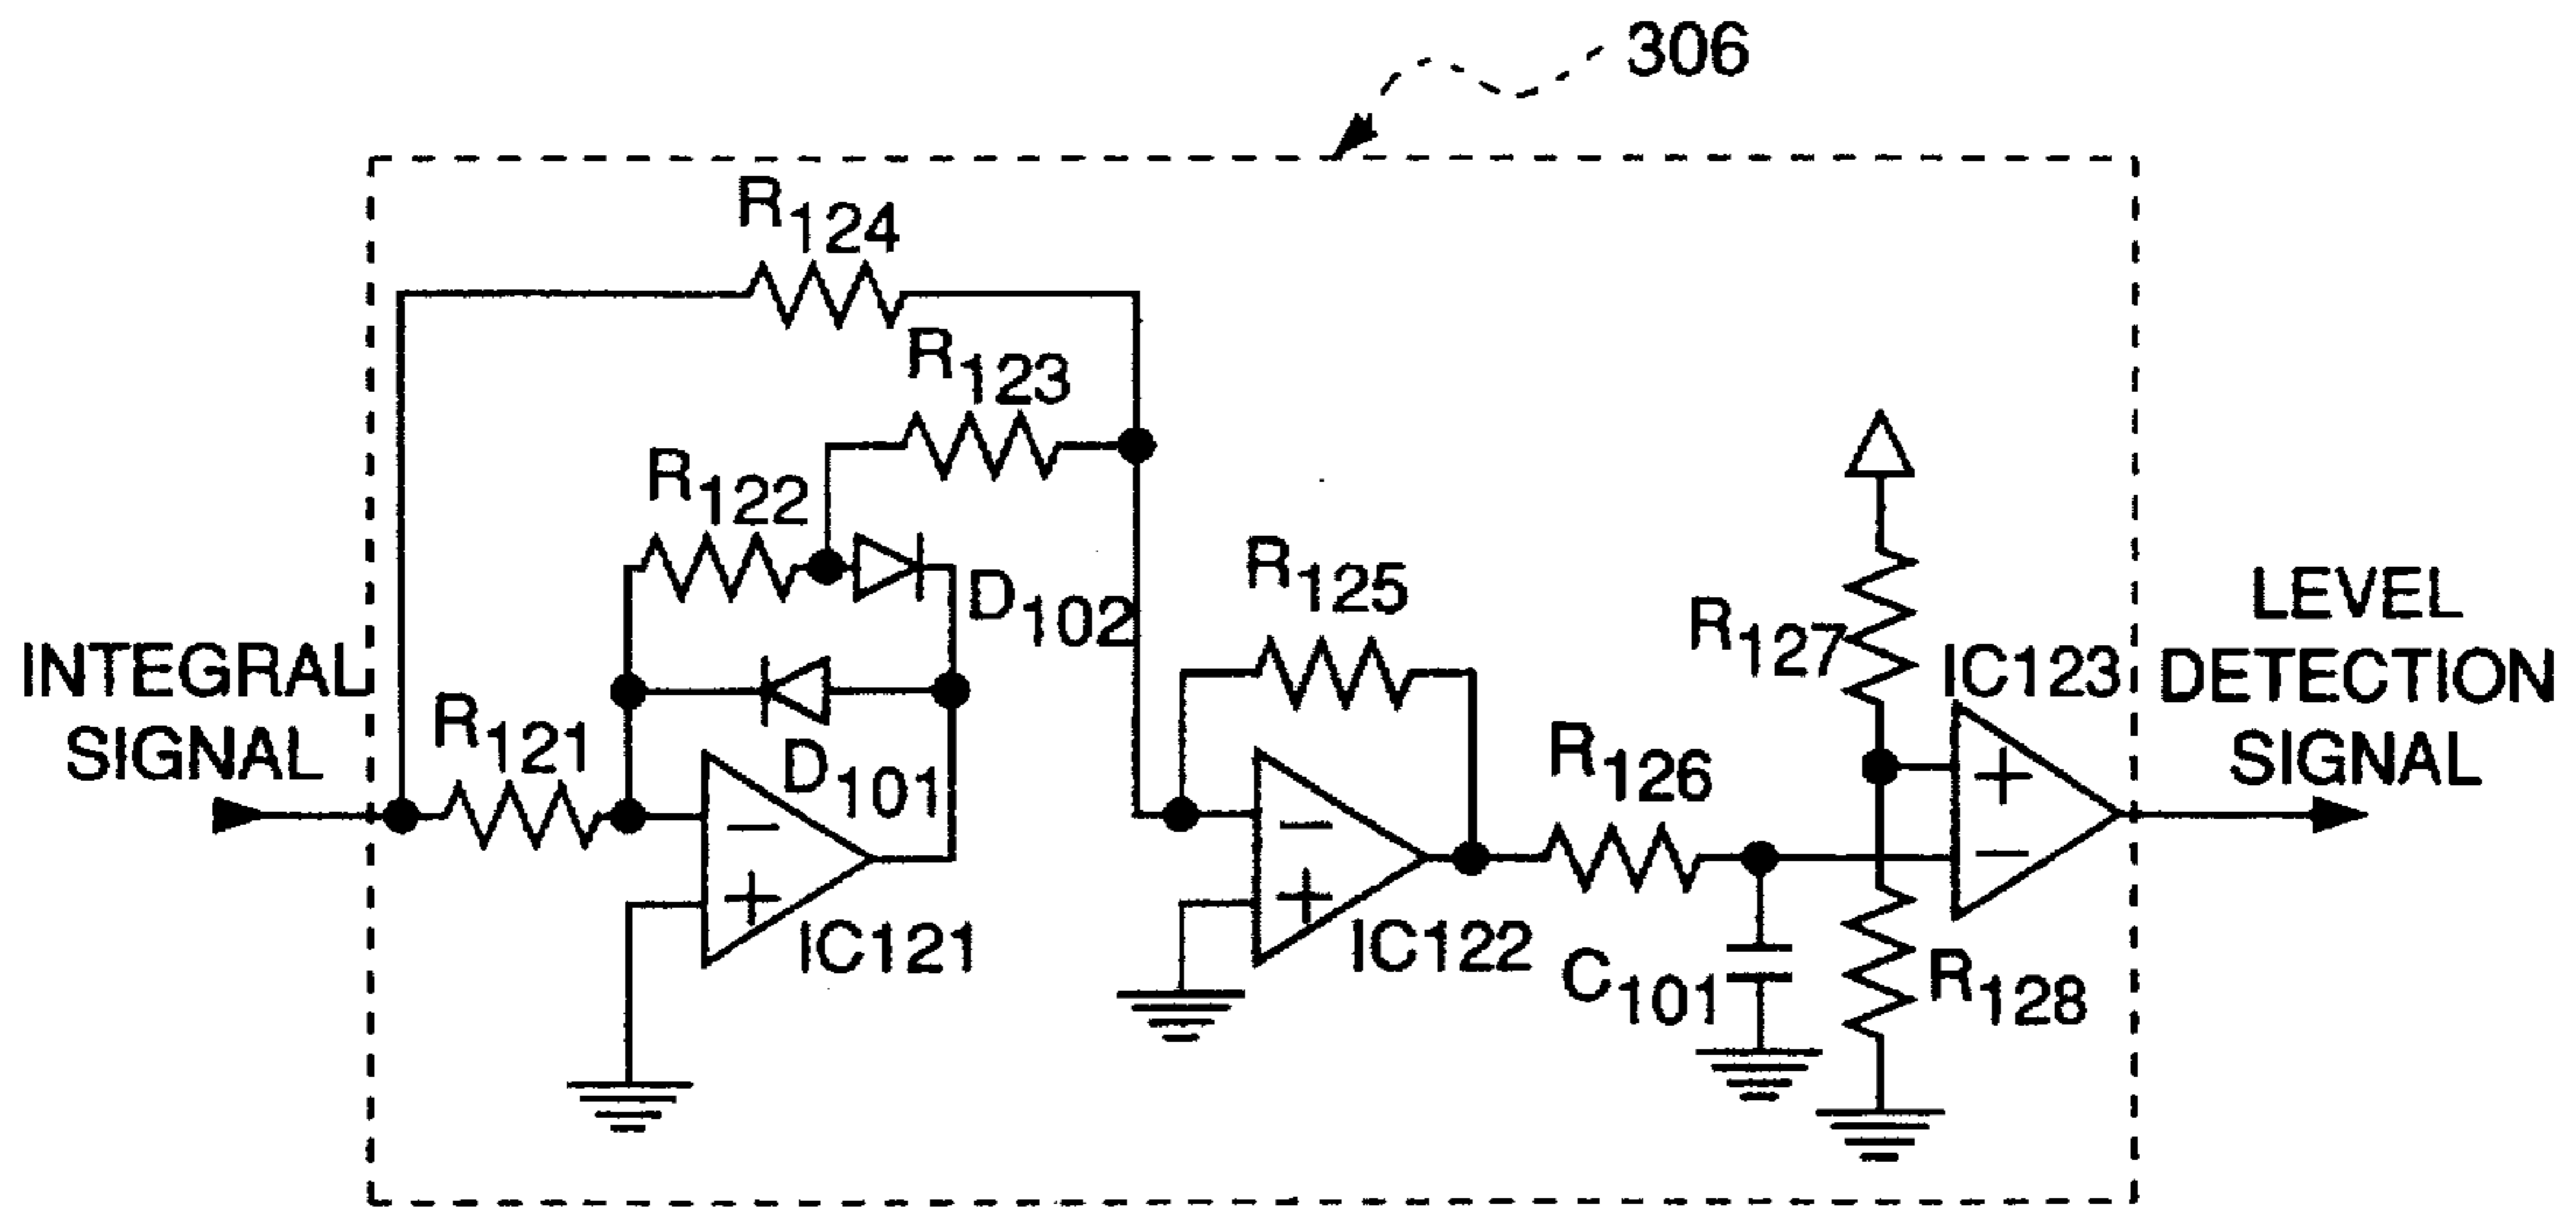 306
R124
R123
R122
D102
R125
R127
IC123
LEVEL
DETECTION
SIGNAL
INTEGRAL
SIGNAL
R121
D101
R126
+
−
−
+
−
+
IC121
IC122
C101
R128